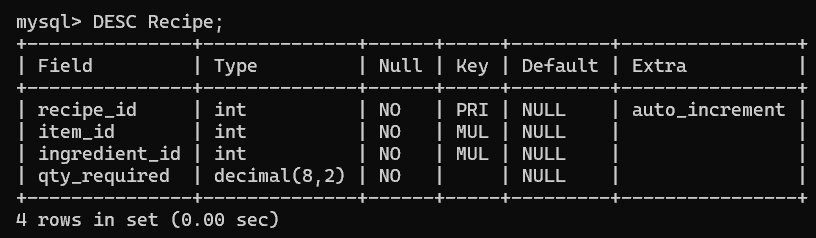 mysql> DESC Recipe;
+---------------+--------------+------+-----+---------+----------------+
| Field         | Type         | Null | Key | Default | Extra          |
+---------------+--------------+------+-----+---------+----------------+
| recipe_id     | int          | NO   | PRI | NULL    | auto_increment |
| item_id       | int          | NO   | MUL | NULL    |                |
| ingredient_id | int          | NO   | MUL | NULL    |                |
| qty_required  | decimal(8,2) | NO   |     | NULL    |                |
+---------------+--------------+------+-----+---------+----------------+
4 rows in set (0.00 sec)